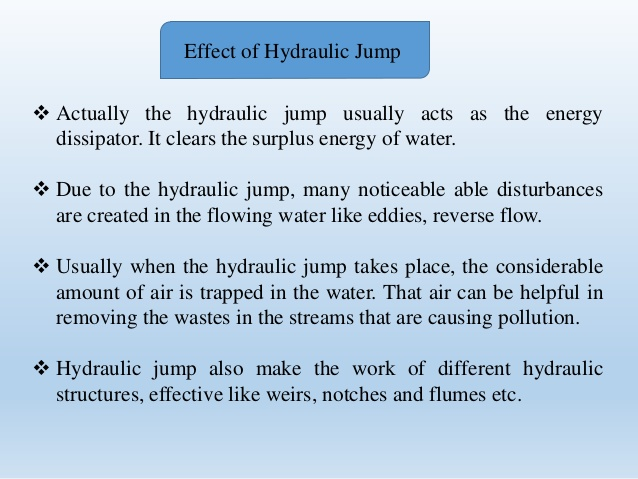 Effect of Hydraulic Jump
❖ Actually the hydraulic jump usually acts as the energy
dissipator. It clears the surplus energy of water.
❖ Due to the hydraulic jump, many noticeable able disturbances
are created in the flowing water like eddies, reverse flow.
❖ Usually when the hydraulic jump takes place, the considerable
amount of air is trapped in the water. That air can be helpful in
removing the wastes in the streams that are causing pollution.
❖ Hydraulic jump also make the work of different hydraulic
structures, effective like weirs, notches and flumes etc.